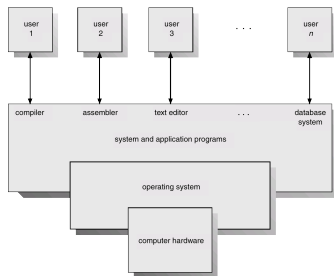 user 1
user 2
user 3
. . .
user n
compiler
assembler
text editor
. . .
database system
system and application programs
operating system
computer hardware